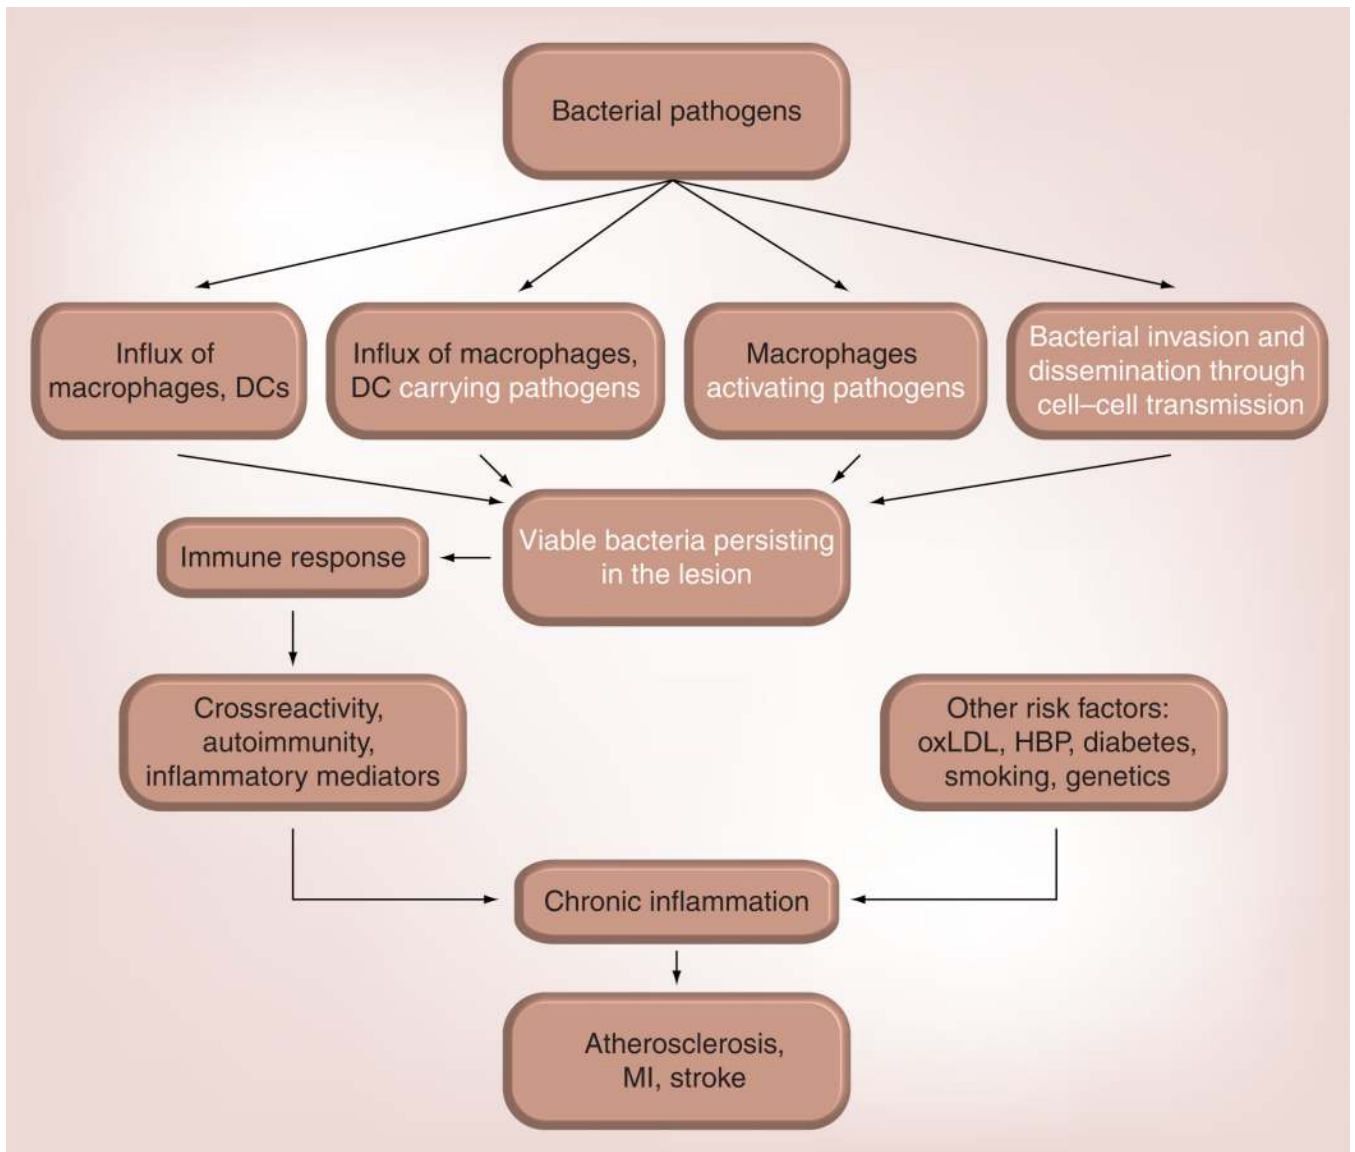 Bacterial pathogens
Influx of
macrophages, DCs
Influx of macrophages,
DC carrying pathogens
Macrophages
activating pathogens
Bacterial invasion and
dissemination through
cell–cell transmission
Viable bacteria persisting
in the lesion
Immune response
Crossreactivity,
autoimmunity,
inflammatory mediators
Other risk factors:
oxLDL, HBP, diabetes,
smoking, genetics
Chronic inflammation
Atherosclerosis,
MI, stroke